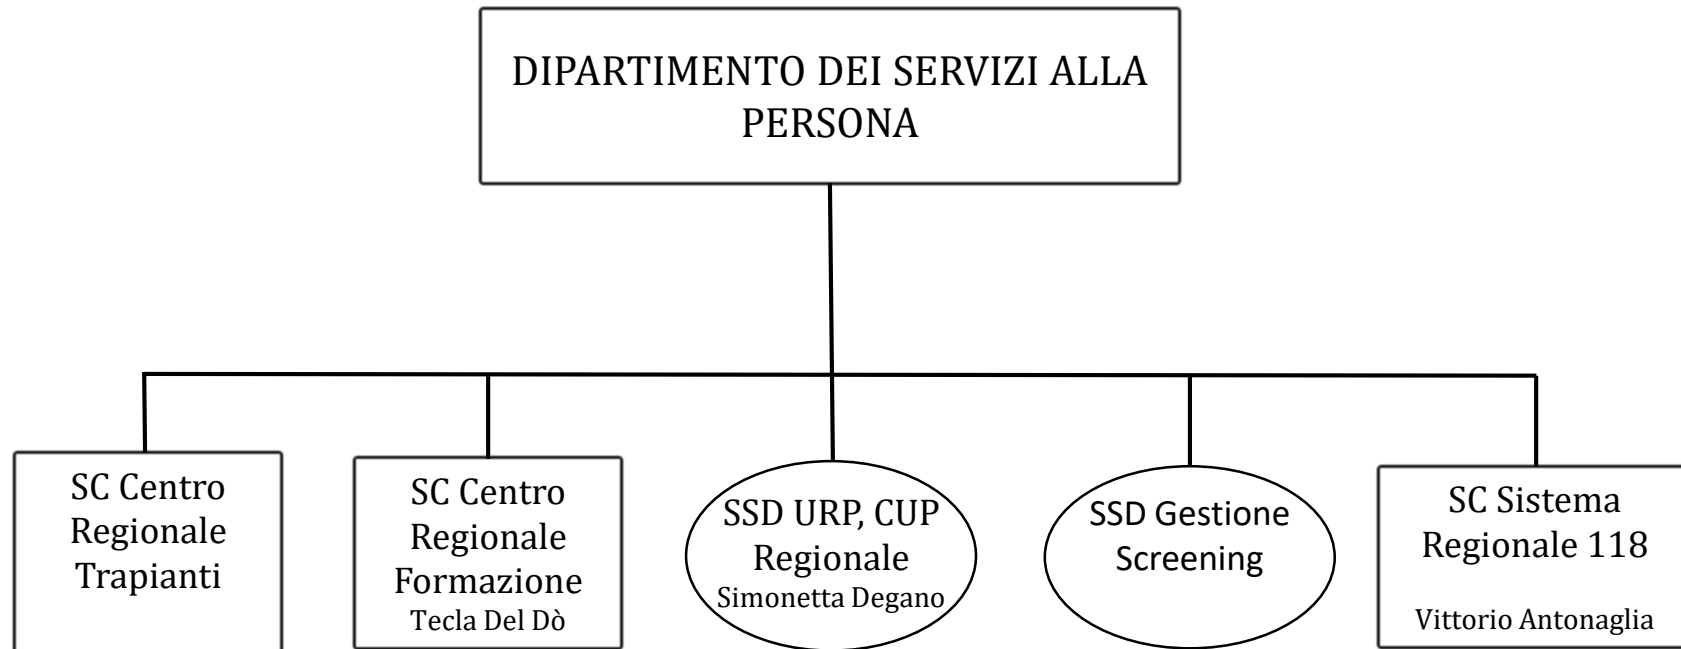 DIPARTIMENTO DEI SERVIZI ALLA
PERSONA
SC Centro
Regionale
Trapianti
SC Centro
Regionale
Formazione
Tecla Del Dò
SSD URP, CUP
Regionale
Simonetta Degano
SSD Gestione
Screening
SC Sistema
Regionale 118
Vittorio Antonaglia